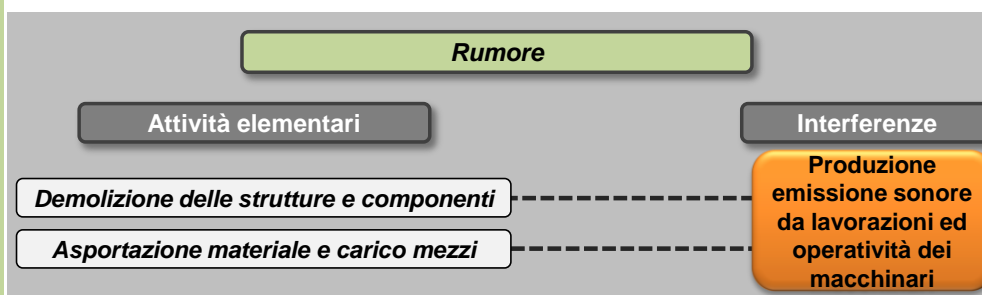 Rumore
Attività elementari
Interferenze
Demolizione delle strutture e componenti
Asportazione materiale e carico mezzi
Produzione
emissione sonore
da lavorazioni ed
operatività dei
macchinari